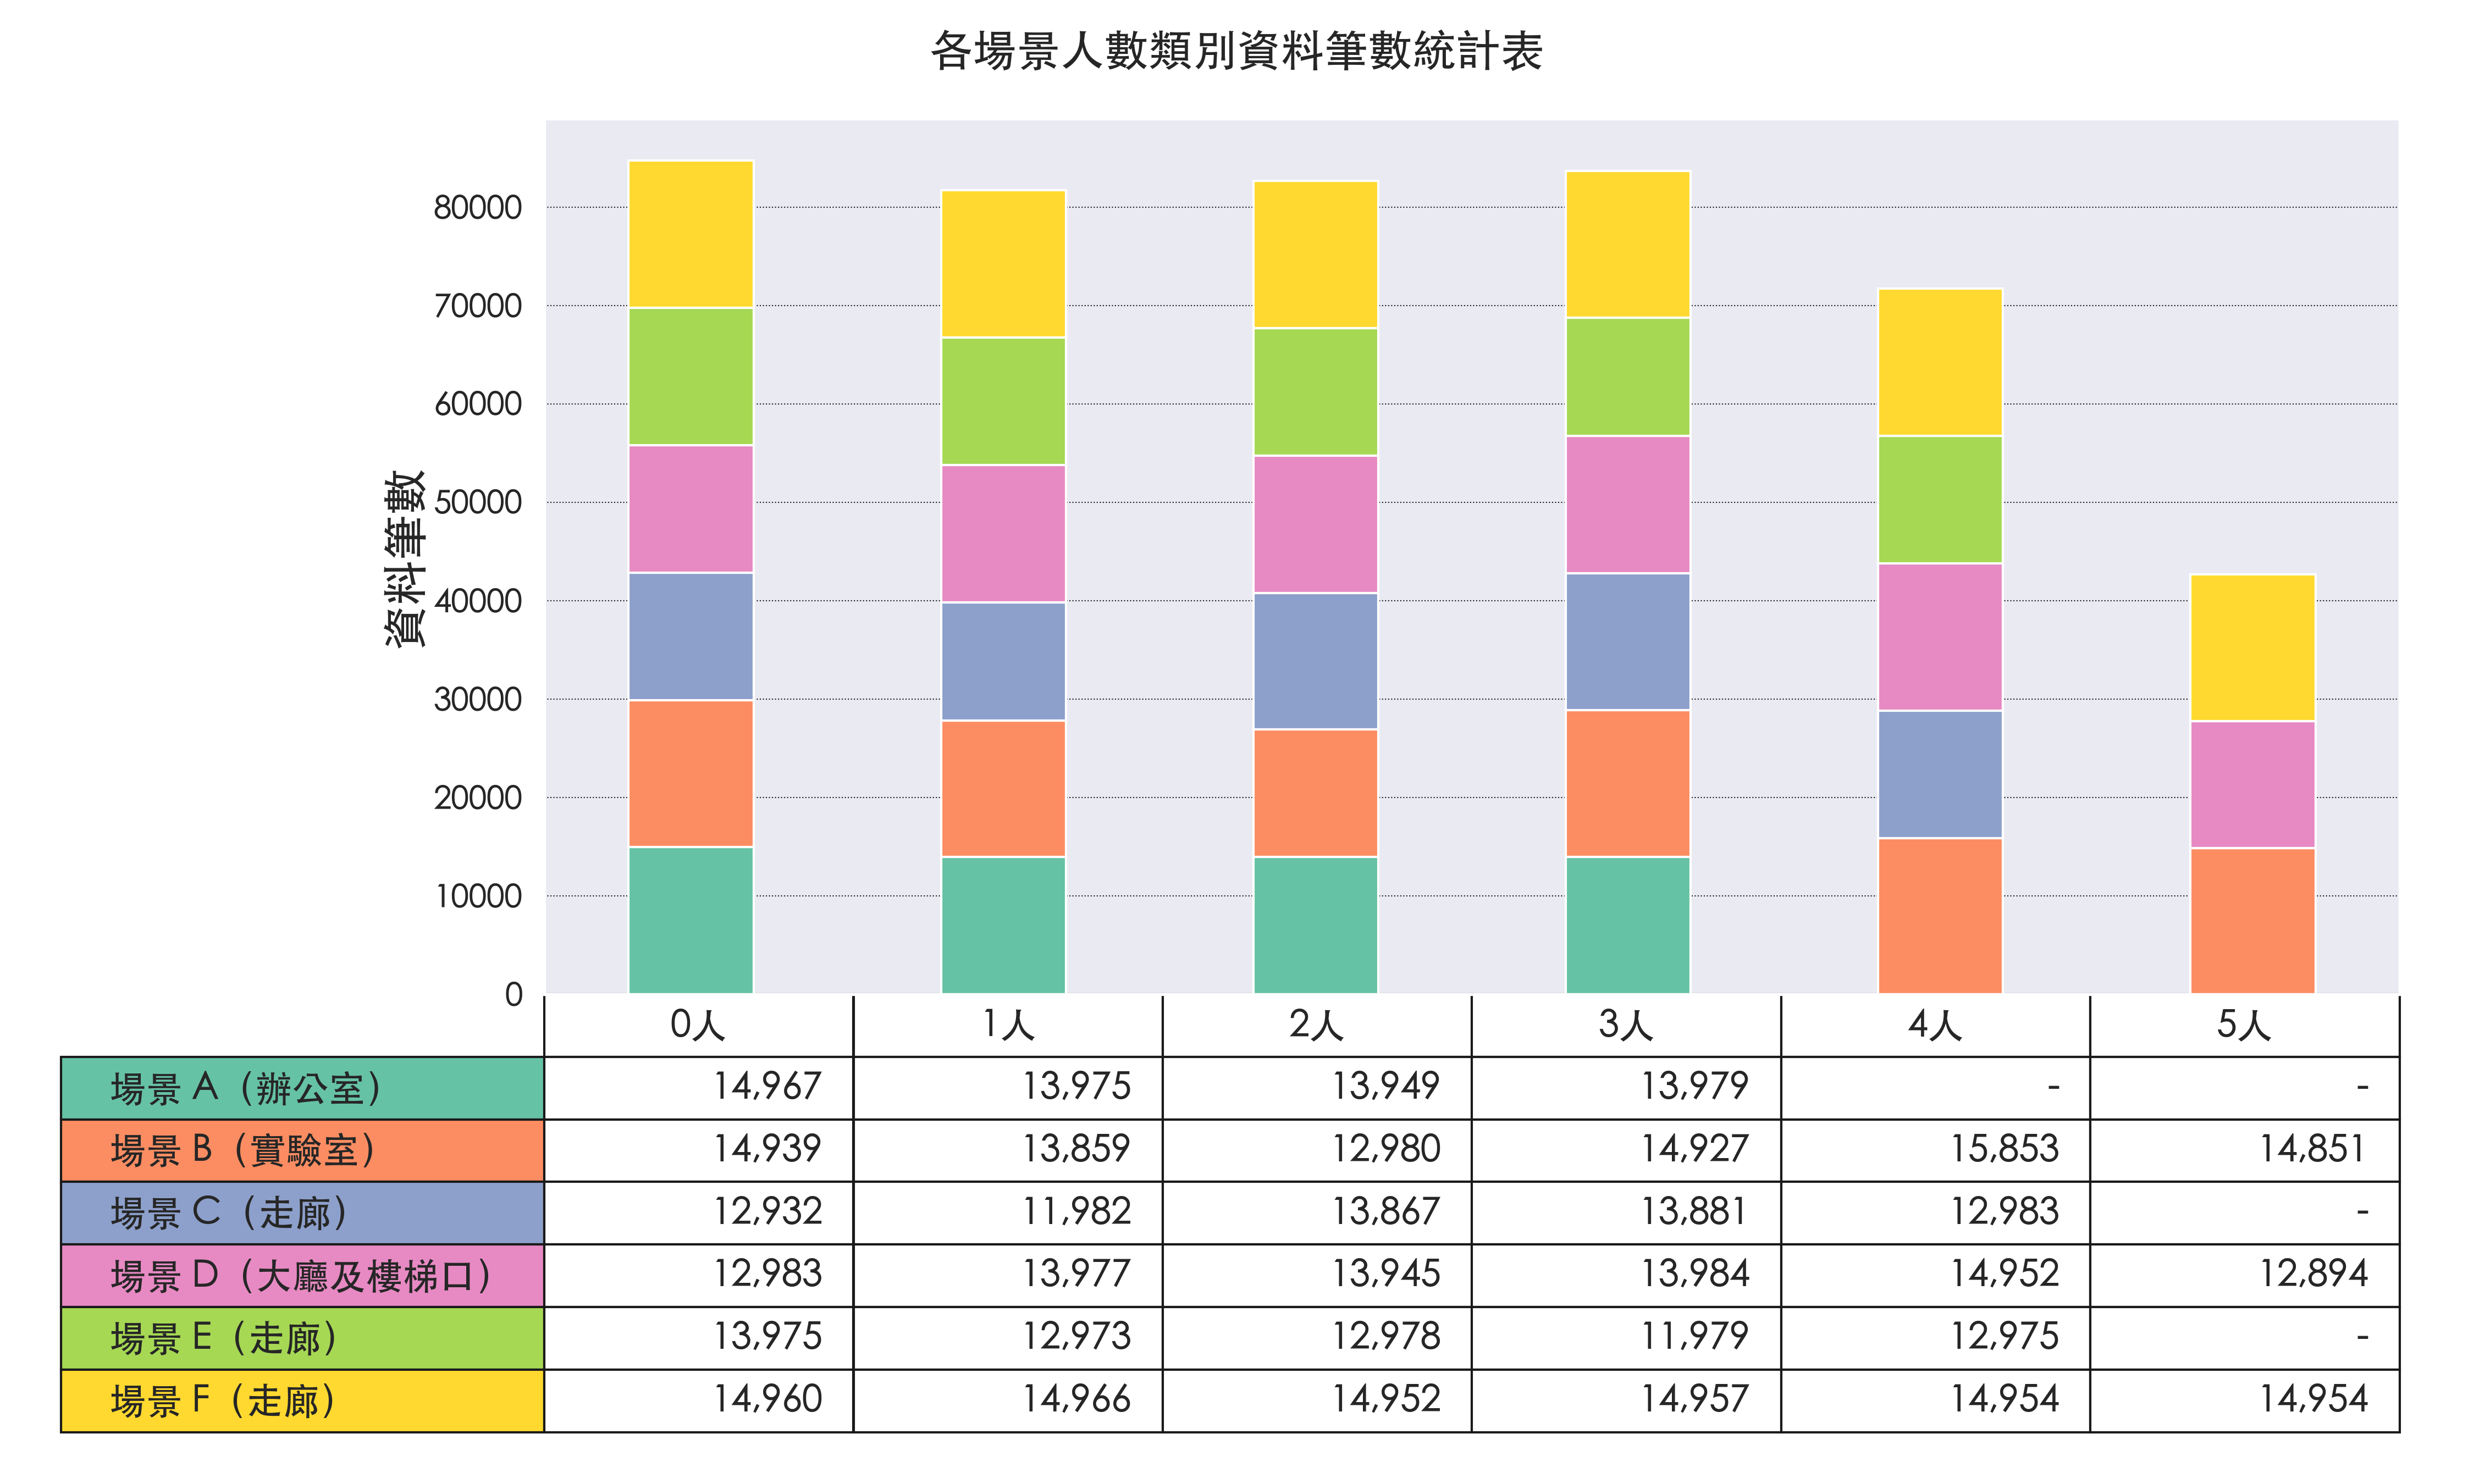 各場景人數類別資料筆數統計表
資料筆數
80000
70000
60000
50000
40000
30000
20000
10000
0
0人 1人 2人 3人 4人 5人
場景 A（辦公室） 14,967 13,975 13,949 13,979 - -
場景 B（實驗室） 14,939 13,859 12,980 14,927 15,853 14,851
場景 C（走廊） 12,932 11,982 13,867 13,881 12,983 -
場景 D（大廳及樓梯口） 12,983 13,977 13,945 13,984 14,952 12,894
場景 E（走廊） 13,975 12,973 12,978 11,979 12,975 -
場景 F（走廊） 14,960 14,966 14,952 14,957 14,954 14,954